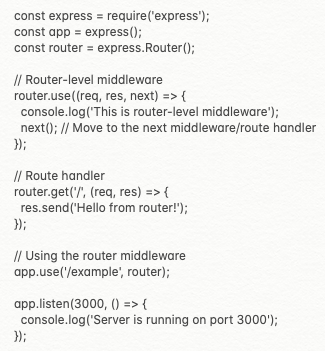 const express = require('express');
const app = express();
const router = express.Router();

// Router-level middleware
router.use((req, res, next) => {
  console.log('This is router-level middleware');
  next(); // Move to the next middleware/route handler
});

// Route handler
router.get('/', (req, res) => {
  res.send('Hello from router!');
});

// Using the router middleware
app.use('/example', router);

app.listen(3000, () => {
  console.log('Server is running on port 3000');
});